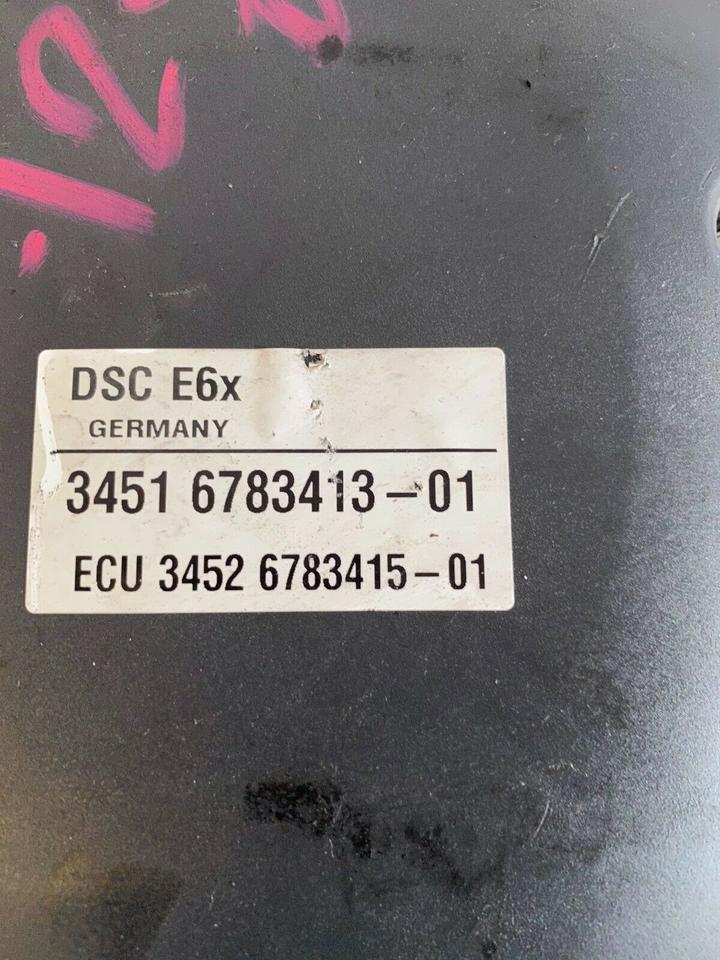 DSC E6x
GERMANY
3451 6783413-01
ECU 3452 6783415-01